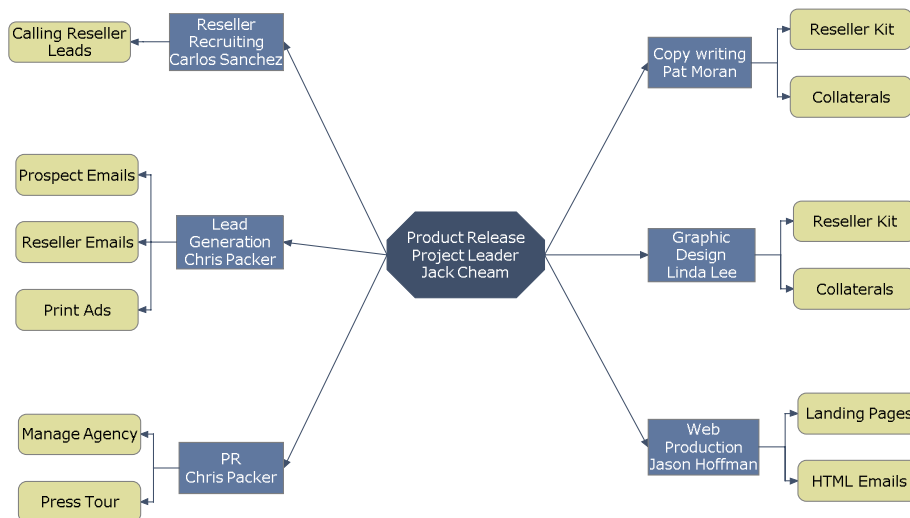 Calling Reseller
Leads
Reseller
Recruiting
Carlos Sanchez
Prospect Emails
Reseller Emails
Print Ads
Lead
Generation
Chris Packer
Manage Agency
Press Tour
PR
Chris Packer
Product Release
Project Leader
Jack Cheam
Copy writing
Pat Moran
Reseller Kit
Collaterals
Graphic
Design
Linda Lee
Reseller Kit
Collaterals
Web
Production
Jason Hoffman
Landing Pages
HTML Emails